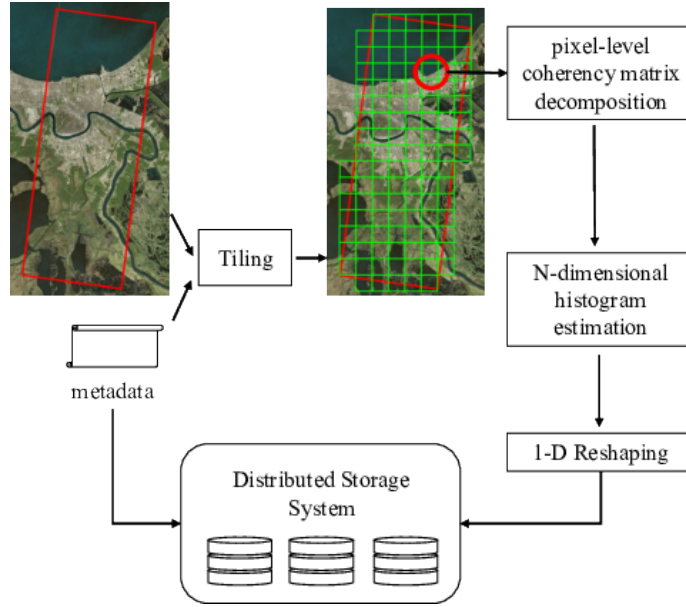 pixel-level
coherency matrix
decomposition
Tiling
N-dimensional
histogram
estimation
metadata
1-D Reshaping
Distributed Storage
System